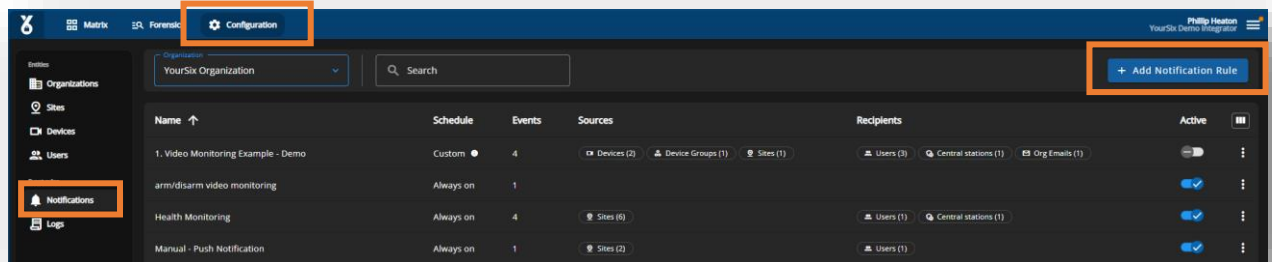 Matrix Forensic Configuration Phillip Heaton
YourSix Demo Integrator
Entities
Organization
YourSix Organization Search + Add Notification Rule
Organizations
Sites
Devices
Users
Notifications
Logs
Name Schedule Events Sources Recipients Active
1. Video Monitoring Example - Demo Custom 4 Devices (2) Device Groups (1) Sites (1) Users (3) Central stations (1) Org Emails (1)
arm/disarm video monitoring Always on 1
Health Monitoring Always on 4 Sites (6) Users (1) Central stations (1)
Manual - Push Notification Always on 1 Sites (2) Users (1)